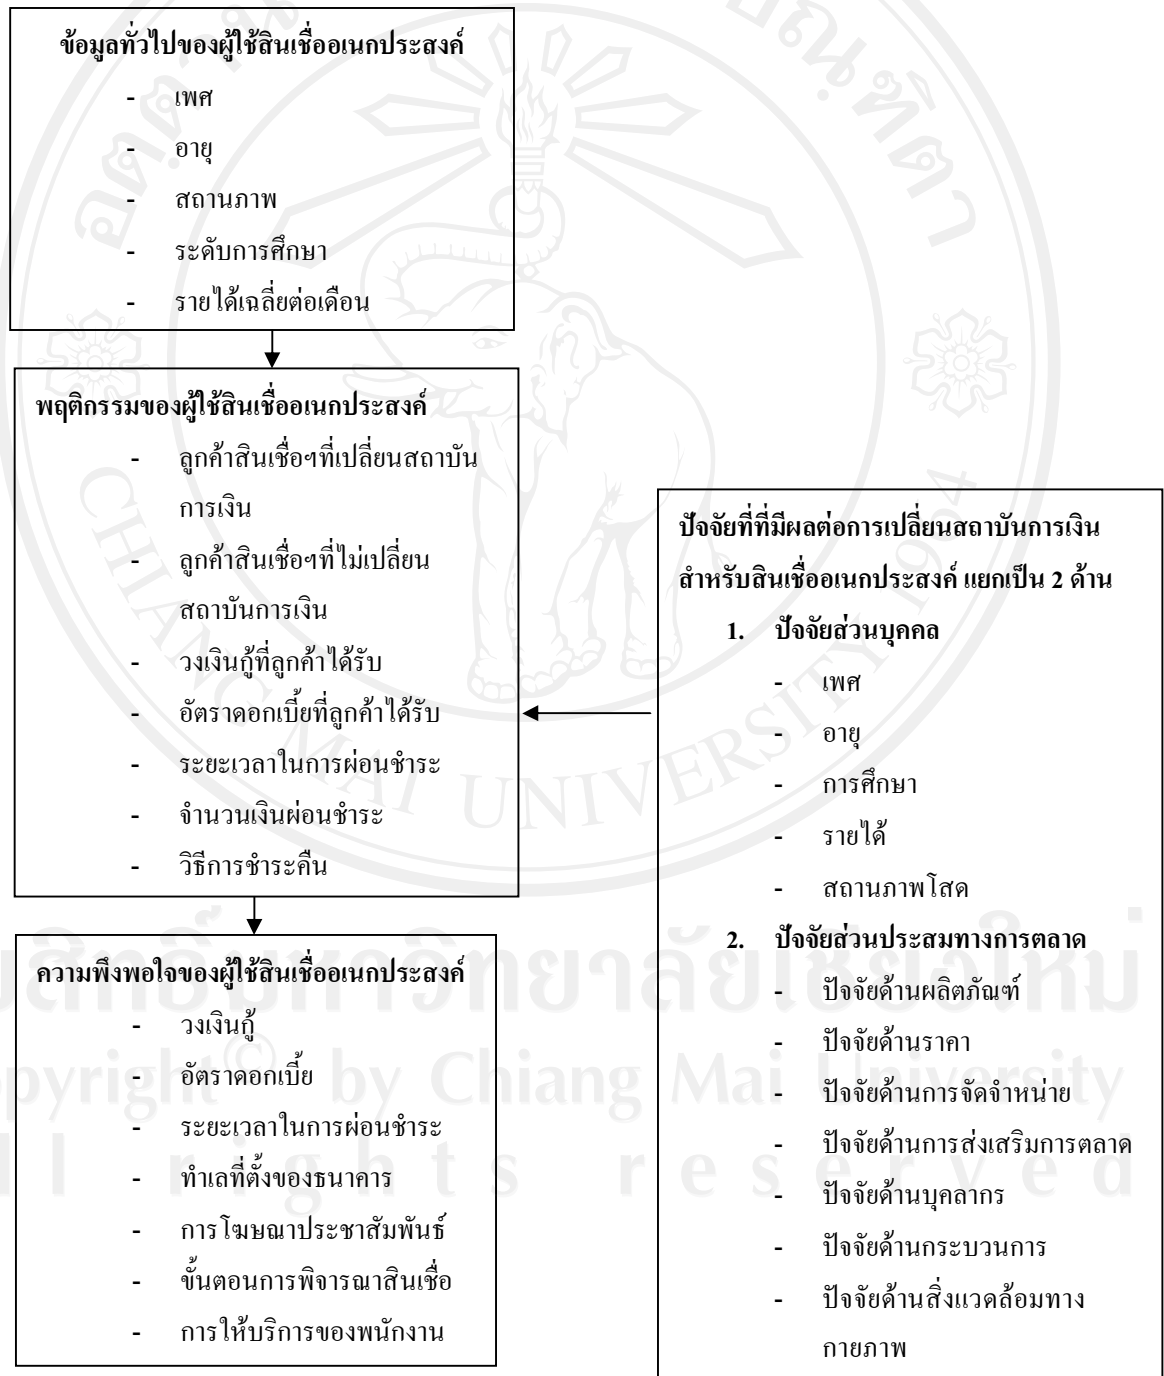 ข้อมูลทั่วไปของผู้ใช้สินเชื่ออเนกประสงค์
- เพศ
- อายุ
- สถานภาพ
- ระดับการศึกษา
- รายได้เฉลี่ยต่อเดือน
พฤติกรรมของผู้ใช้สินเชื่ออเนกประสงค์
- ลูกค้าสินเชื่อฯที่เปลี่ยนสถาบัน
การเงิน
- ลูกค้าสินเชื่อฯที่ไม่เปลี่ยน
สถาบันการเงิน
- วงเงินกู้ที่ลูกค้าได้รับ
- อัตราดอกเบี้ยที่ลูกค้าได้รับ
- ระยะเวลาในการผ่อนชำระ
- จำนวนเงินผ่อนชำระ
- วิธีการชำระคืน
ความพึงพอใจของผู้ใช้สินเชื่ออเนกประสงค์
- วงเงินกู้
- อัตราดอกเบี้ย
- ระยะเวลาในการผ่อนชำระ
- ทำเลที่ตั้งของธนาคาร
- การโฆษณาประชาสัมพันธ์
- ขั้นตอนการพิจารณาสินเชื่อ
- การให้บริการของพนักงาน
ปัจจัยที่ที่มีผลต่อการเปลี่ยนสถาบันการเงิน
สำหรับสินเชื่ออเนกประสงค์ แยกเป็น 2 ด้าน
1. ปัจจัยส่วนบุคคล
- เพศ
- อายุ
- การศึกษา
- รายได้
- สถานภาพโสด
2. ปัจจัยส่วนประสมทางการตลาด
- ปัจจัยด้านผลิตภัณฑ์
- ปัจจัยด้านราคา
- ปัจจัยด้านการจัดจำหน่าย
- ปัจจัยด้านการส่งเสริมการตลาด
- ปัจจัยด้านบุคลากร
- ปัจจัยด้านกระบวนการ
- ปัจจัยด้านสิ่งแวดล้อมทาง
กายภาพ
CHIANG MAI UNIVERSITY 1964
สิทธิ์มหาวิทยาลัยเชียงใหม่
by Chiang Mai University
rights reserved